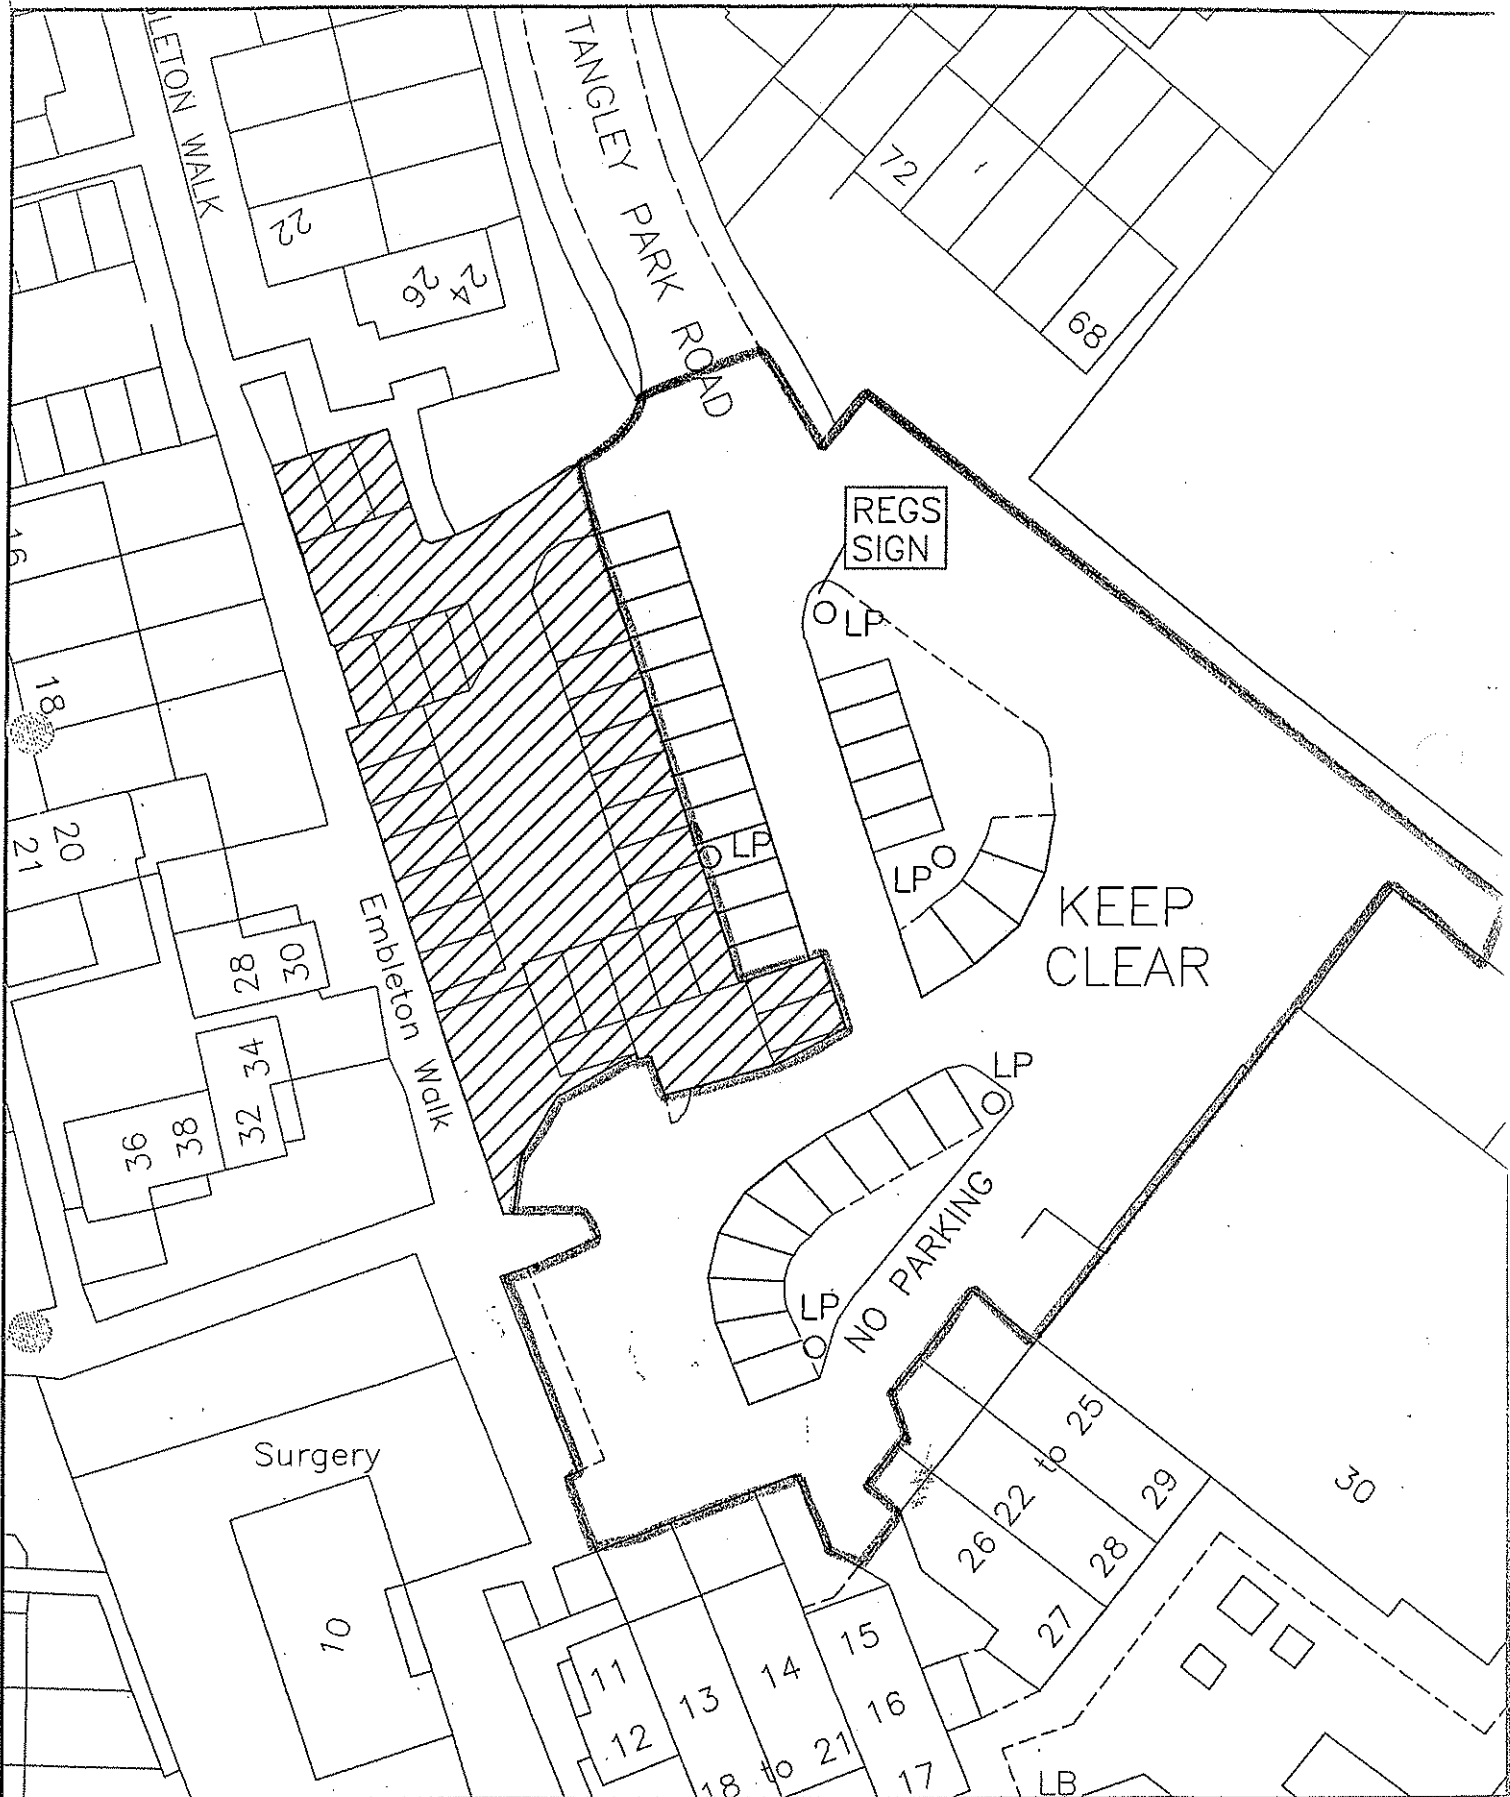 LETON WALK
TANGLEY PARK ROAD
72
22
24
26
68
REGS
SIGN
LP
16
18
LP
20
21
LP
KEEP
CLEAR
Embleton Walk
28
30
34
32
LP
36
38
NO PARKING
LP
25
22 to
Surgery
29
30
26
28
10
27
15
11
14
13
16
12
21
18 to
17
LB